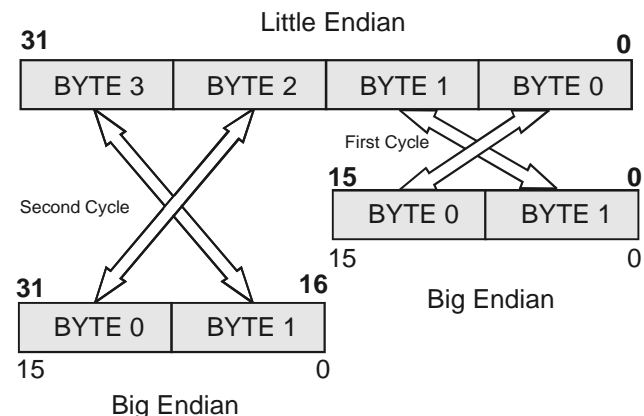 Little Endian
31 0
BYTE 3 BYTE 2 BYTE 1 BYTE 0
First Cycle
15 0
BYTE 0 BYTE 1
15 0
Big Endian
Second Cycle
31 16
BYTE 0 BYTE 1
15 0
Big Endian